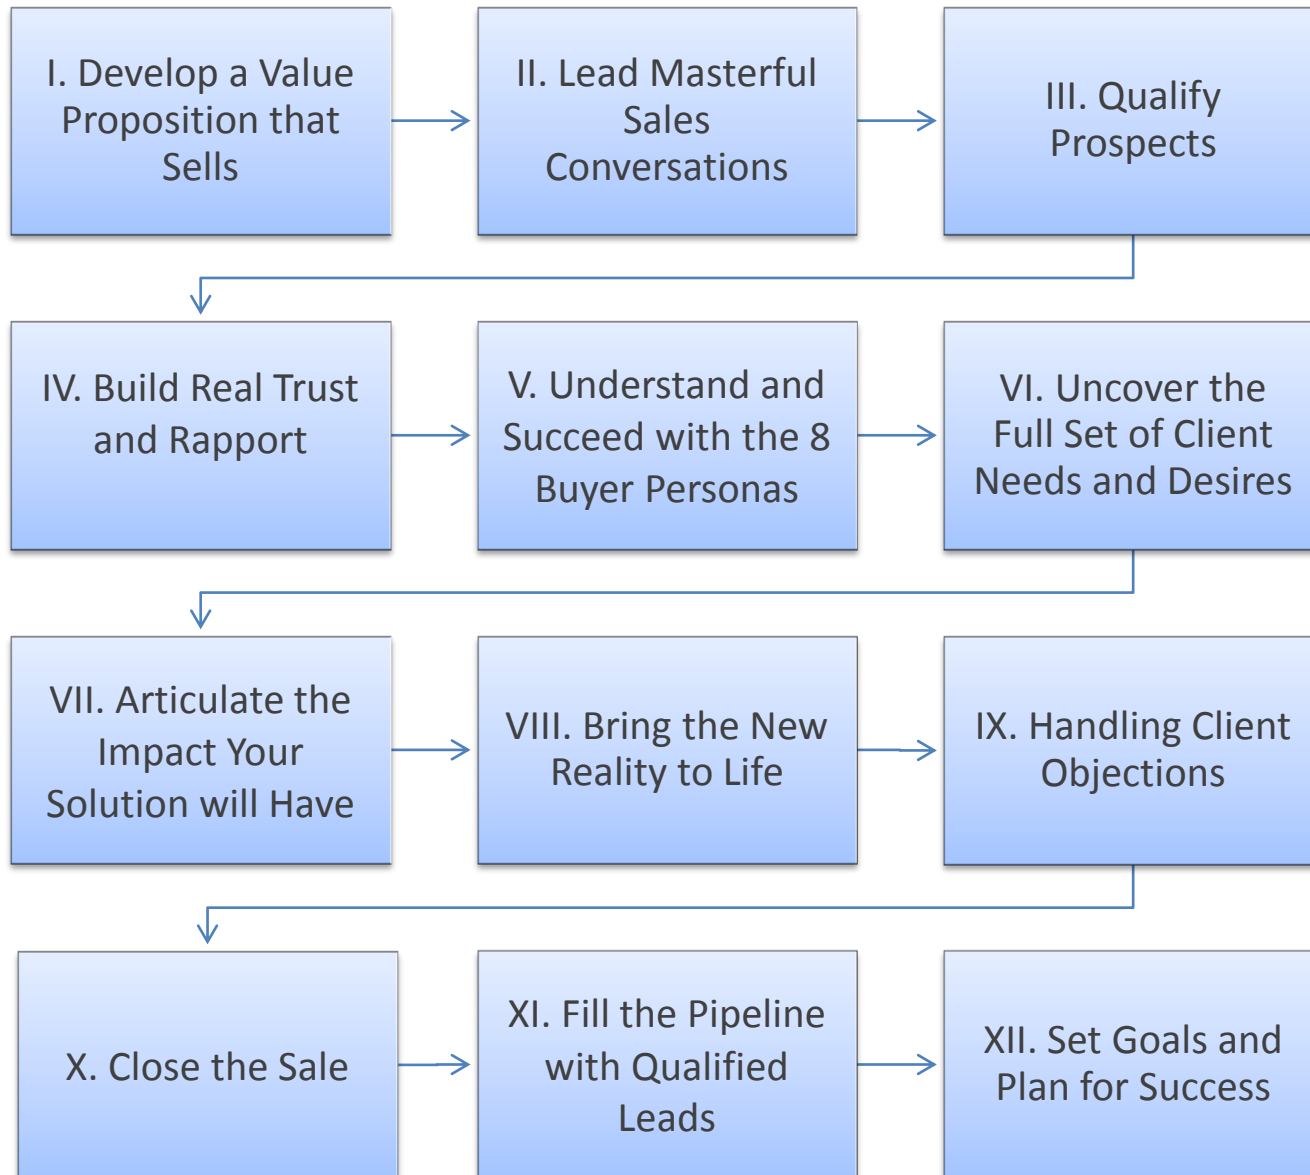 I. Develop a Value
Proposition that
Sells
II. Lead Masterful
Sales
Conversations
III. Qualify
Prospects
IV. Build Real Trust
and Rapport
V. Understand and
Succeed with the 8
Buyer Personas
VI. Uncover the
Full Set of Client
Needs and Desires
VII. Articulate the
Impact Your
Solution will Have
VIII. Bring the New
Reality to Life
IX. Handling Client
Objections
X. Close the Sale
XI. Fill the Pipeline
with Qualified
Leads
XII. Set Goals and
Plan for Success